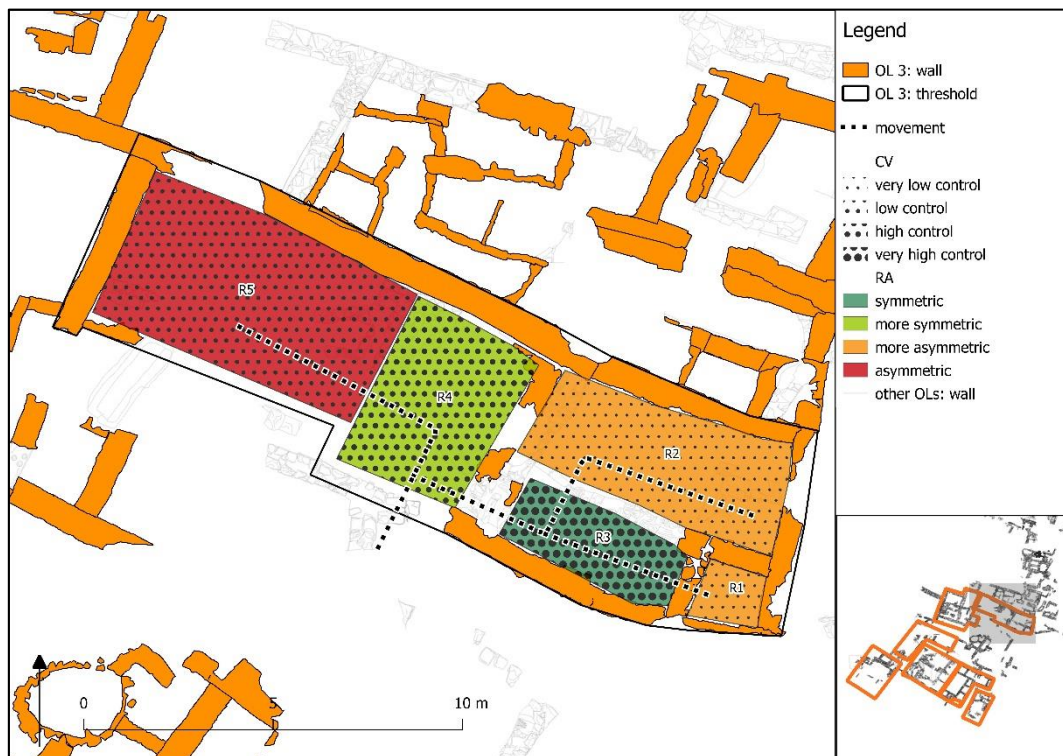 Legend
OL 3: wall
OL 3: threshold
movement
CV
very low control
low control
high control
very high control
RA
symmetric
more symmetric
more asymmetric
asymmetric
other OLs: wall
R5
R4
R2
R3
R1
0 5 10 m